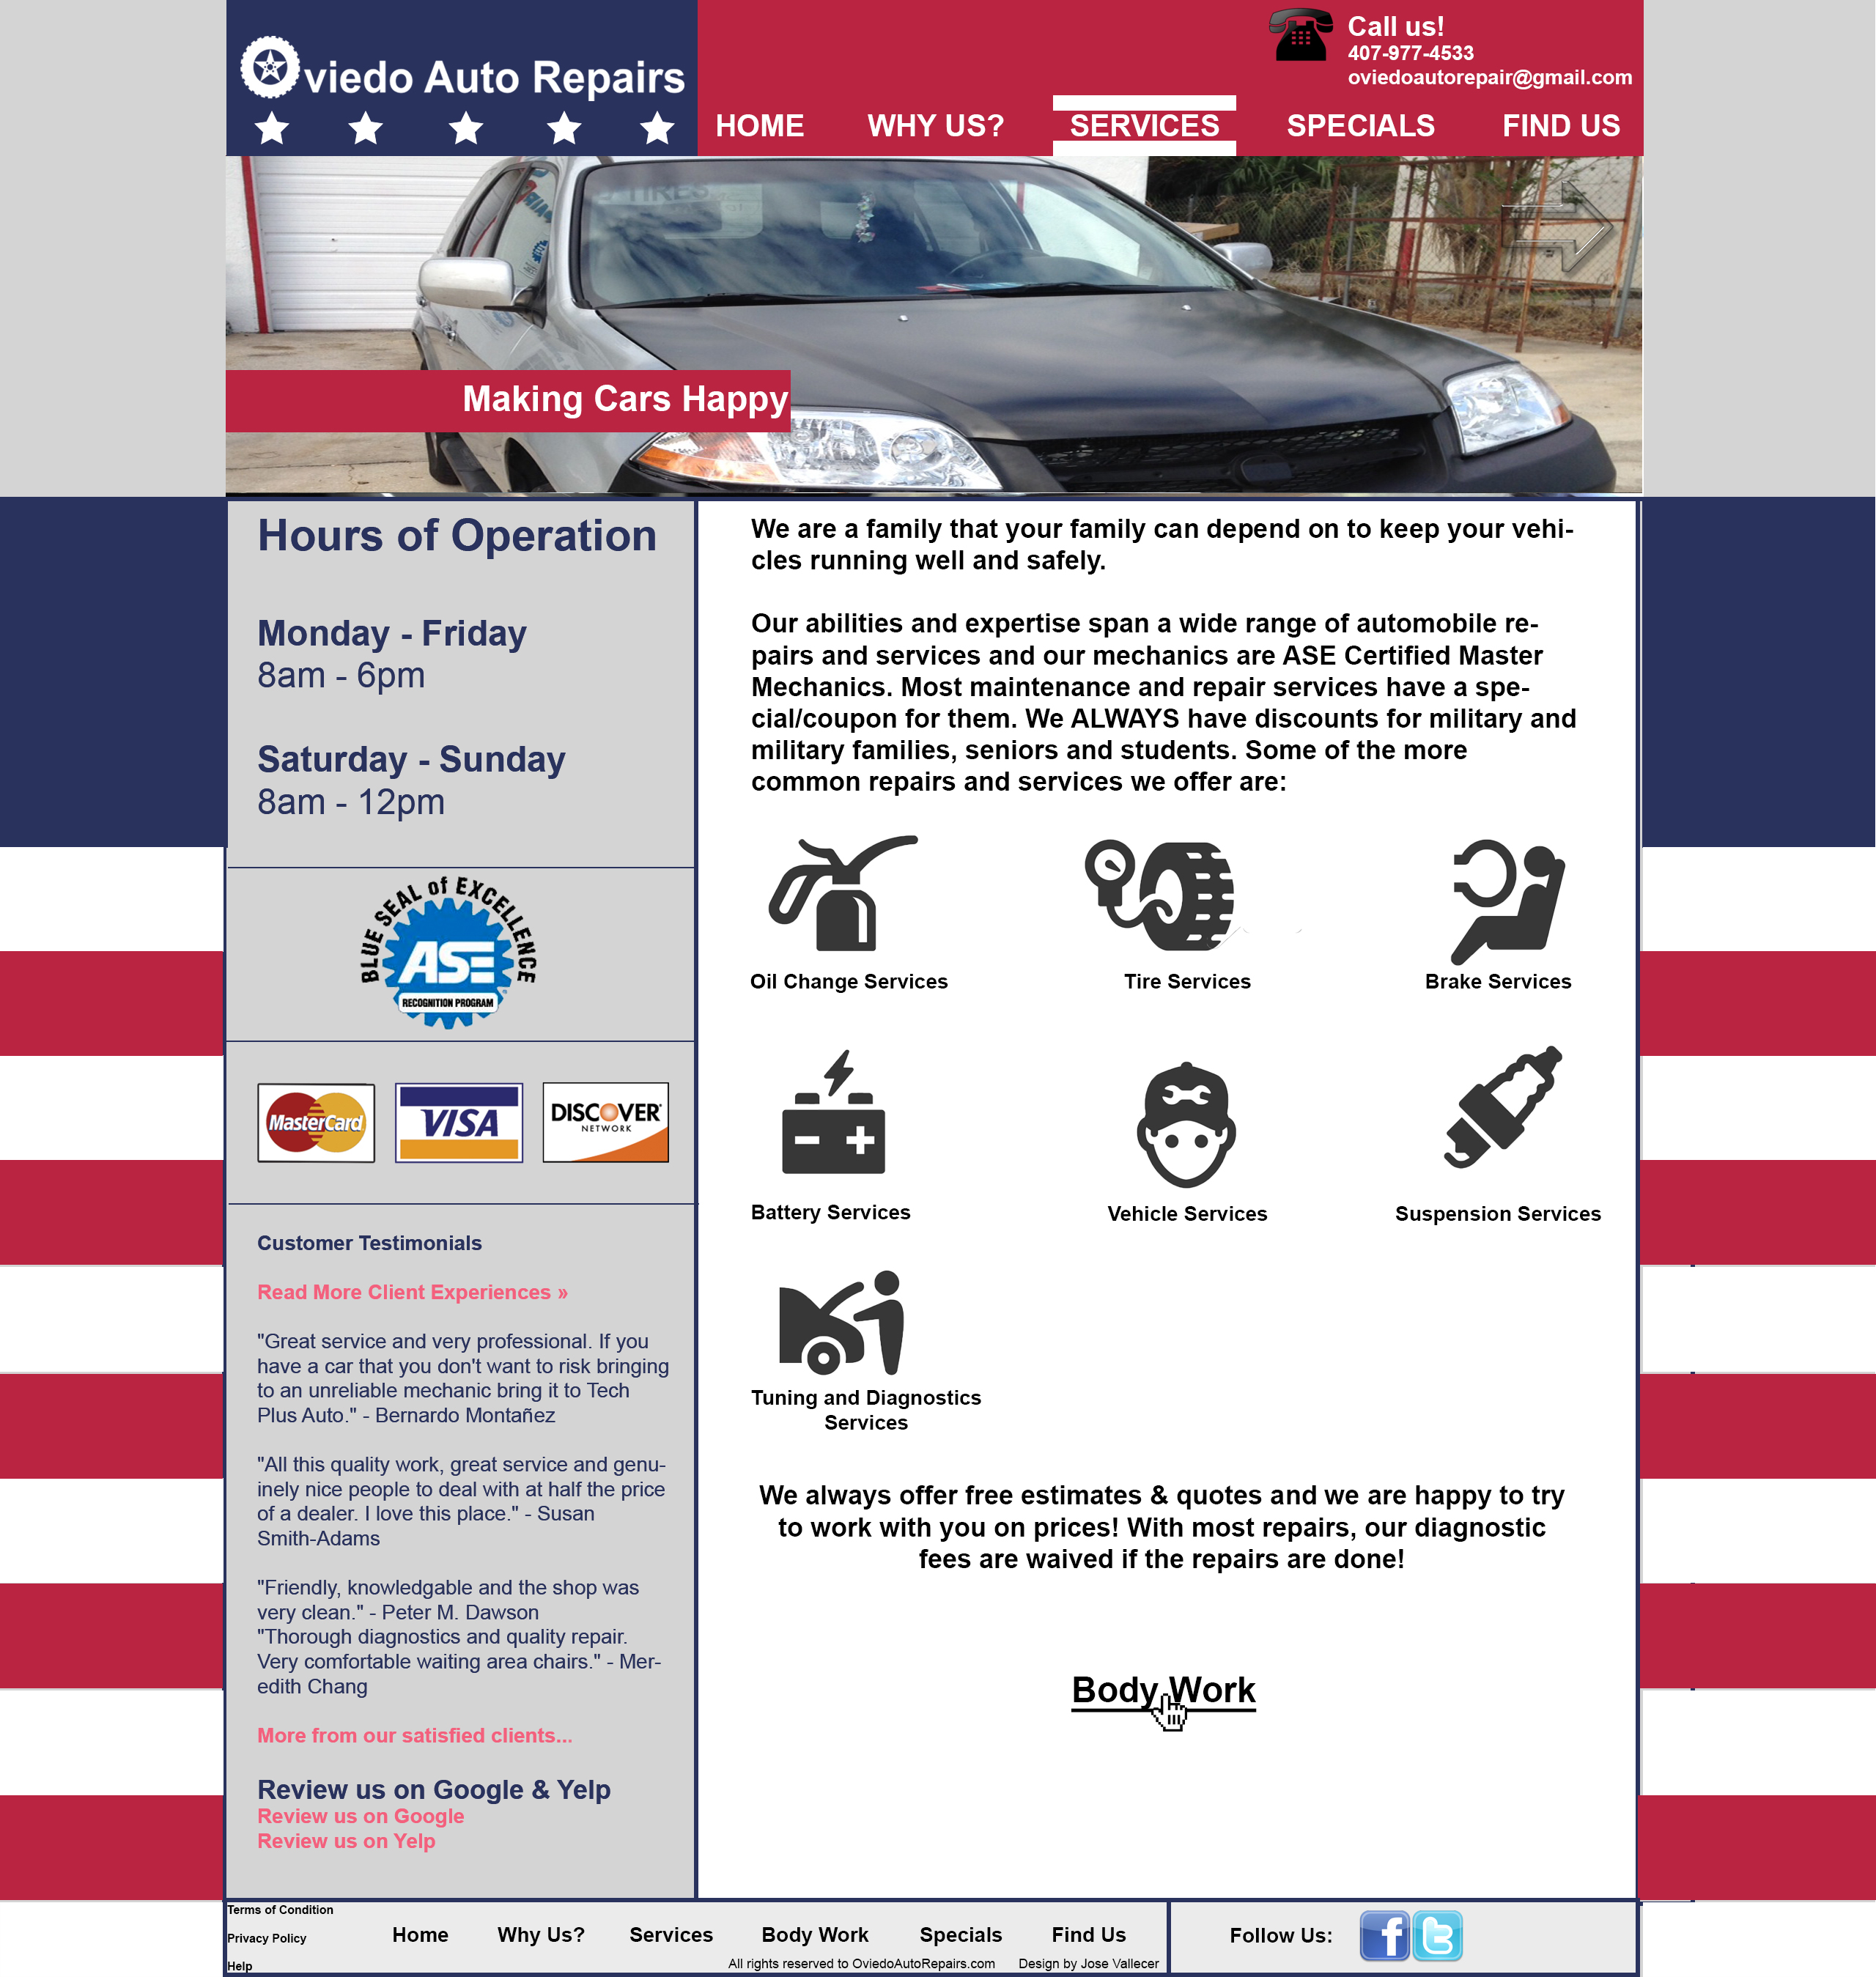 Oviedo Auto Repairs
Call us!
407-977-4533
oviedoautorepair@gmail.com
HOME WHY US? SERVICES SPECIALS FIND US
TIRES
Making Cars Happy
Hours of Operation
Monday - Friday
8am - 6pm
Saturday - Sunday
8am - 12pm
BLUE SEAL of EXCELLENCE
ASE
RECOGNITION PROGRAM
MasterCard VISA DISCOVER
NETWORK
Customer Testimonials
Read More Client Experiences »
"Great service and very professional. If you
have a car that you don't want to risk bringing
to an unreliable mechanic bring it to Tech
Plus Auto." - Bernardo Montañez
"All this quality work, great service and genu-
inely nice people to deal with at half the price
of a dealer. I love this place." - Susan
Smith-Adams
"Friendly, knowledgable and the shop was
very clean." - Peter M. Dawson
"Thorough diagnostics and quality repair.
Very comfortable waiting area chairs." - Mer-
edith Chang
More from our satisfied clients...
Review us on Google & Yelp
Review us on Google
Review us on Yelp
We are a family that your family can depend on to keep your vehi-
cles running well and safely.
Our abilities and expertise span a wide range of automobile re-
pairs and services and our mechanics are ASE Certified Master
Mechanics. Most maintenance and repair services have a spe-
cial/coupon for them. We ALWAYS have discounts for military and
military families, seniors and students. Some of the more
common repairs and services we offer are:
Oil Change Services Tire Services Brake Services
Battery Services Vehicle Services Suspension Services
Tuning and Diagnostics
Services
We always offer free estimates & quotes and we are happy to try
to work with you on prices! With most repairs, our diagnostic
fees are waived if the repairs are done!
Body Work
Terms of Condition
Privacy Policy
Help
Home Why Us? Services Body Work Specials Find Us
All rights reserved to OviedoAutoRepairs.com Design by Jose Vallecer
Follow Us: